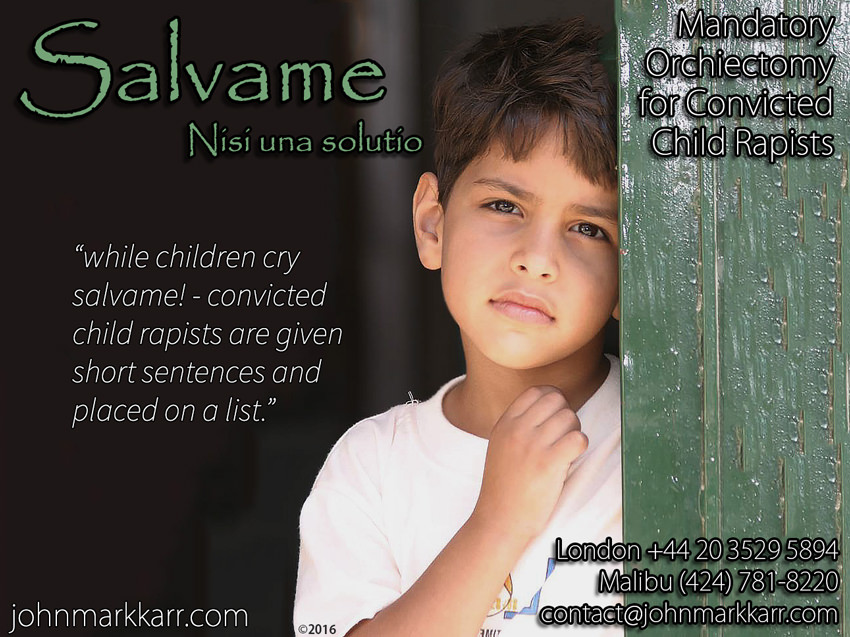 Salvame
Nisi una solutio
Mandatory
Orchiectomy
for Convicted
Child Rapists
“while children cry
salvame! - convicted
child rapists are given
short sentences and
placed on a list.”
London +44 20 3529 5894
Malibu (424) 781-8220
contact@johnmarkkarr.com
johnmarkkarr.com
©2016